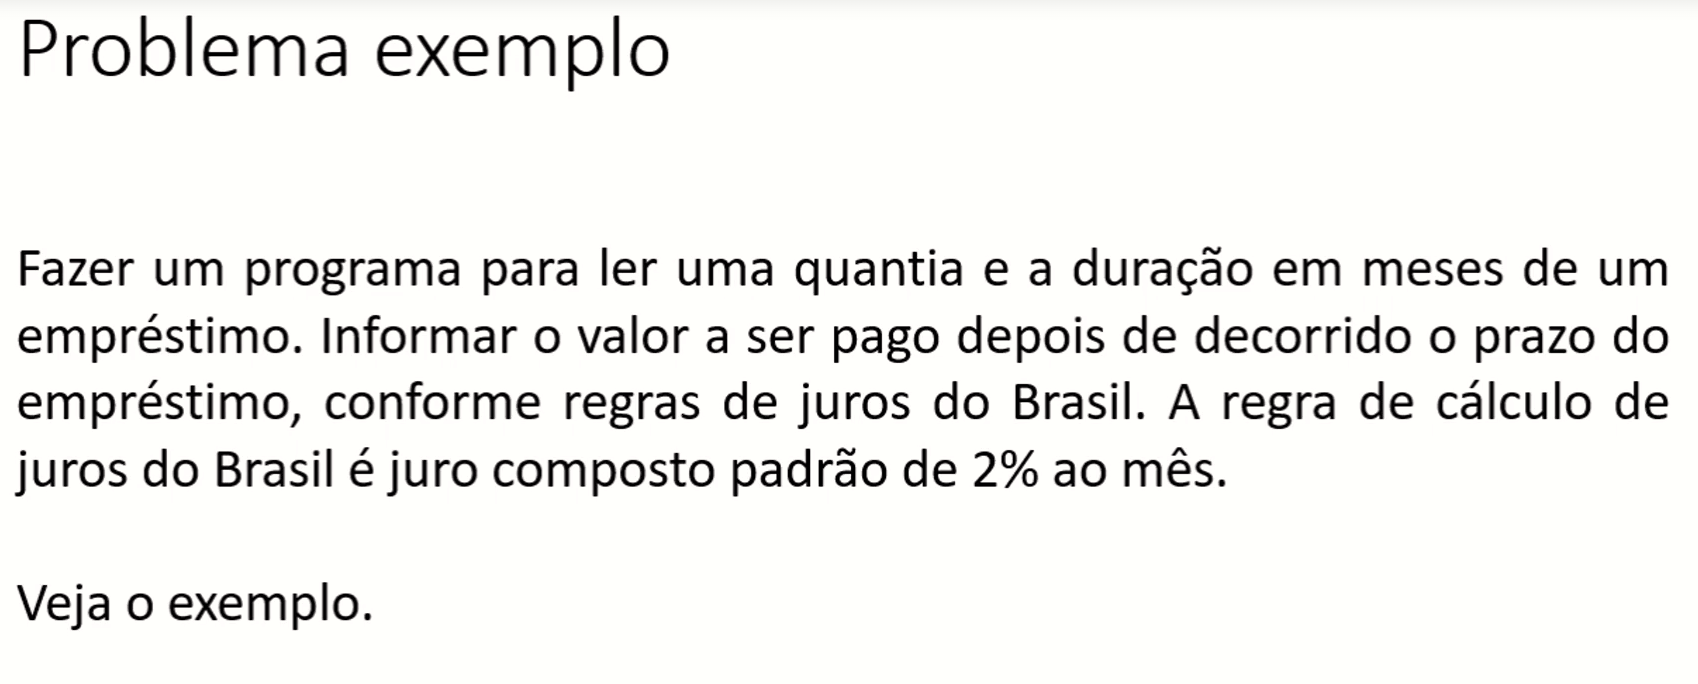 Problema exemplo
Fazer um programa para ler uma quantia e a duração em meses de um
empréstimo. Informar o valor a ser pago depois de decorrido o prazo do
empréstimo, conforme regras de juros do Brasil. A regra de cálculo de
juros do Brasil é juro composto padrão de 2% ao mês.
Veja o exemplo.